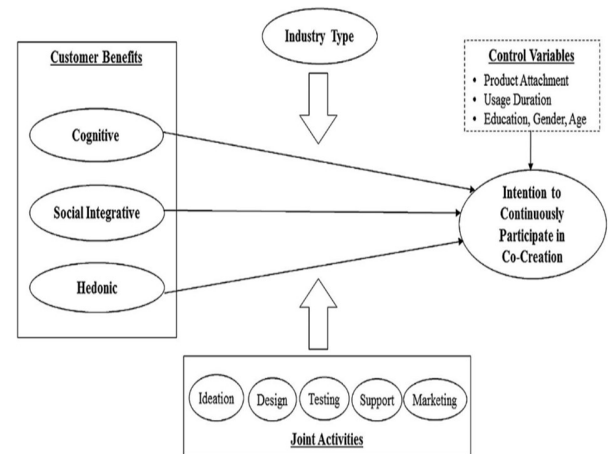 Industry Type
Customer Benefits
Cognitive
Social Integrative
Hedonic
Control Variables
• Product Attachment
• Usage Duration
• Education, Gender, Age
Intention to
Continuously
Participate in
Co-Creation
Ideation
Design
Testing
Support
Marketing
Joint Activities